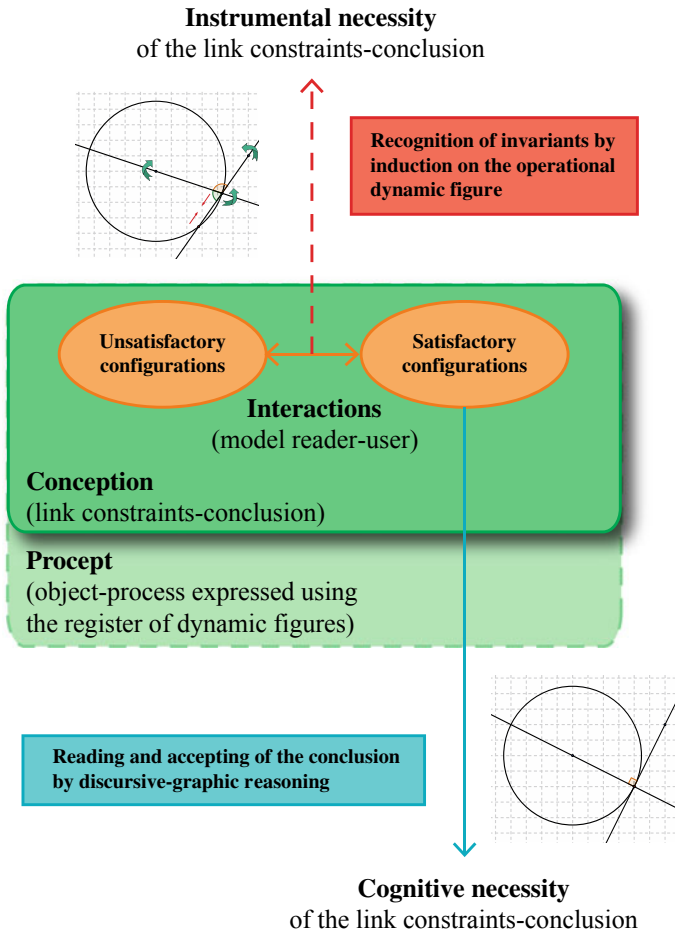 Instrumental necessity
of the link constraints-conclusion
Recognition of invariants by
induction on the operational
dynamic figure
Unsatisfactory
configurations
Satisfactory
configurations
Interactions
(model reader-user)
Conception
(link constraints-conclusion)
Procept
(object-process expressed using
the register of dynamic figures)
Reading and accepting of the conclusion
by discursive-graphic reasoning
Cognitive necessity
of the link constraints-conclusion